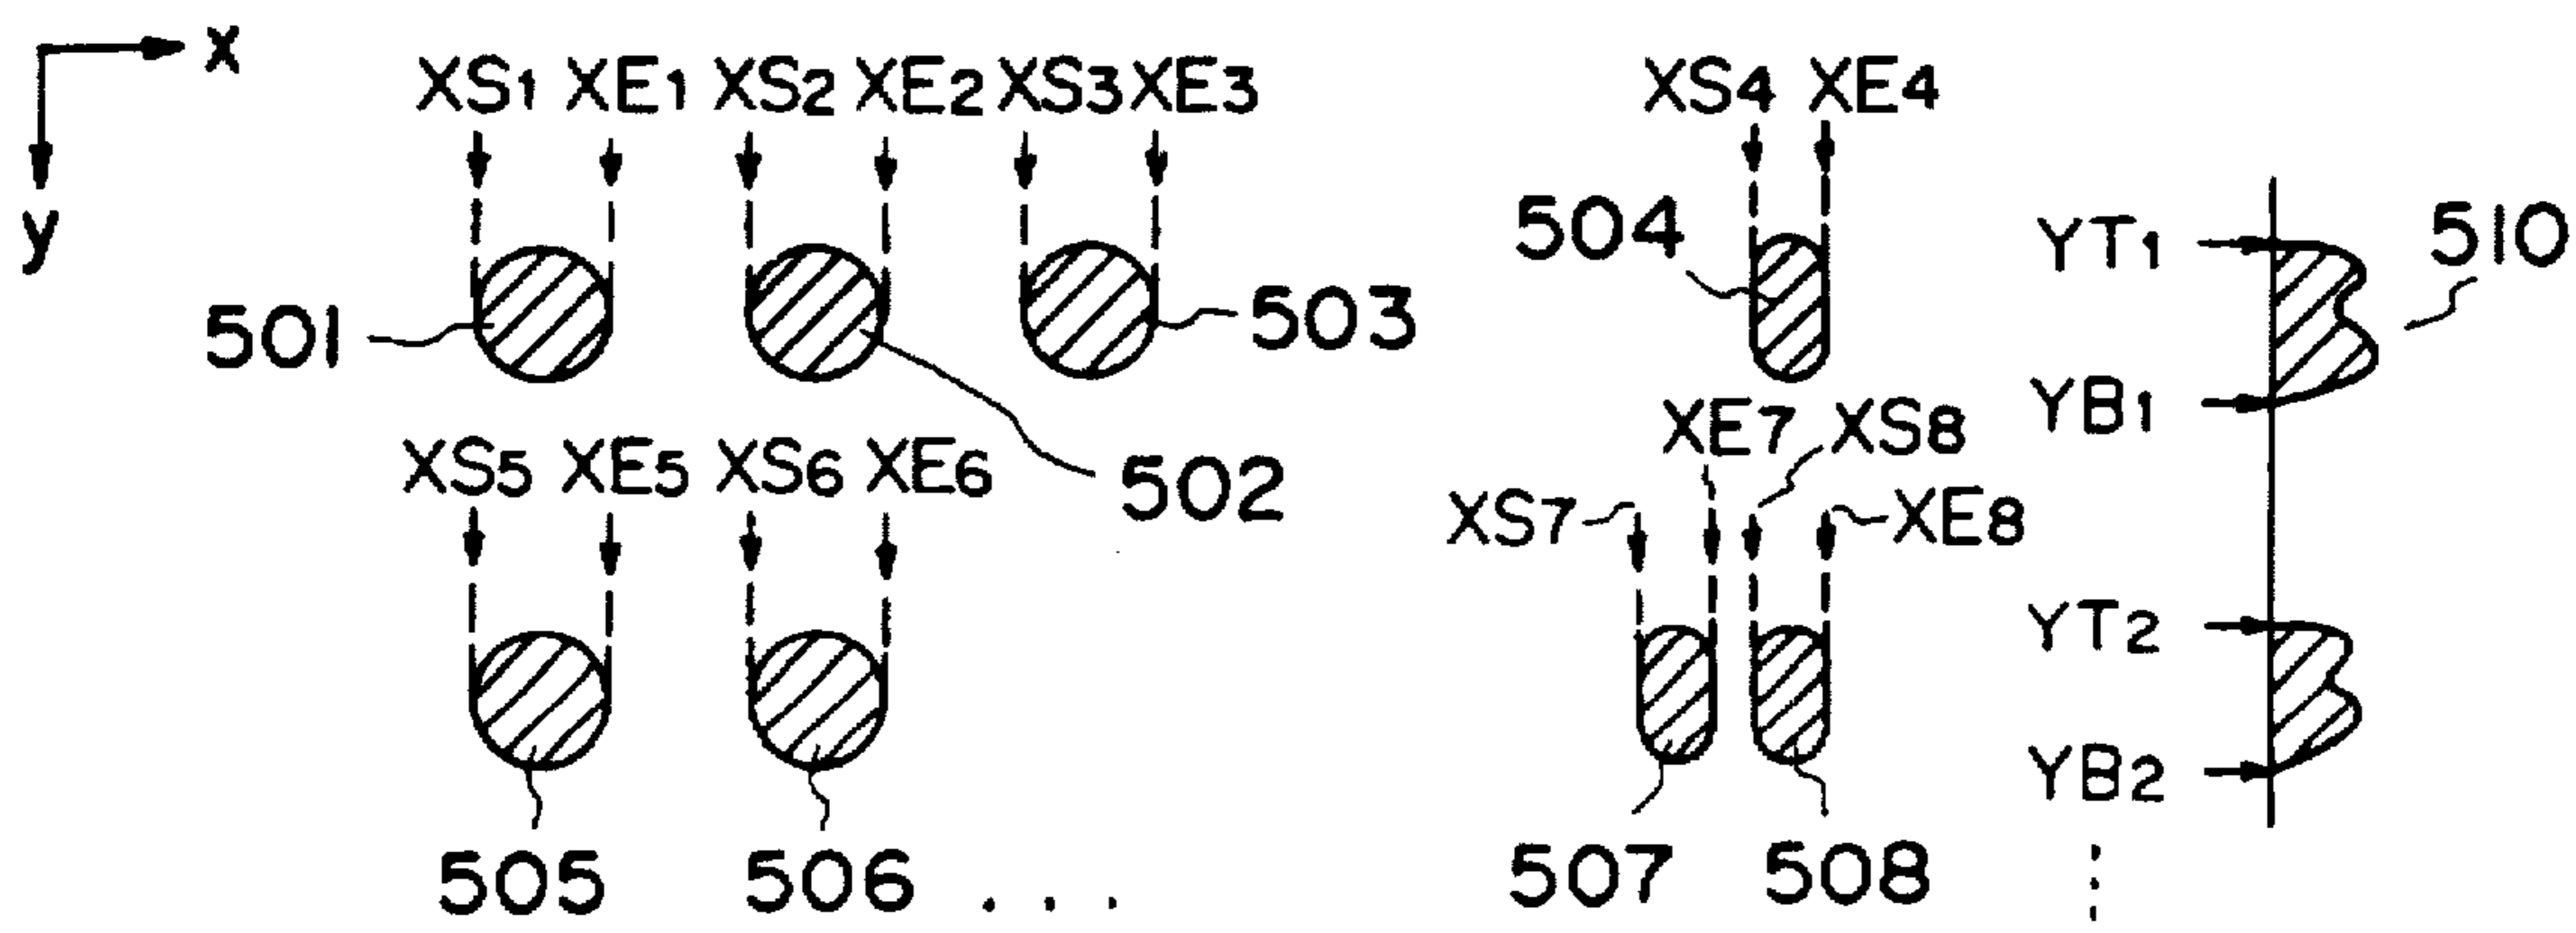 x
y
XS1 XE1 XS2 XE2 XS3 XE3 XS4 XE4
501 502 503 504 YT1 510
YB1
XS5 XE5 XS6 XE6 XE7 XS8
XS7 XE8
YT2
YB2
505 506 . . . 507 508